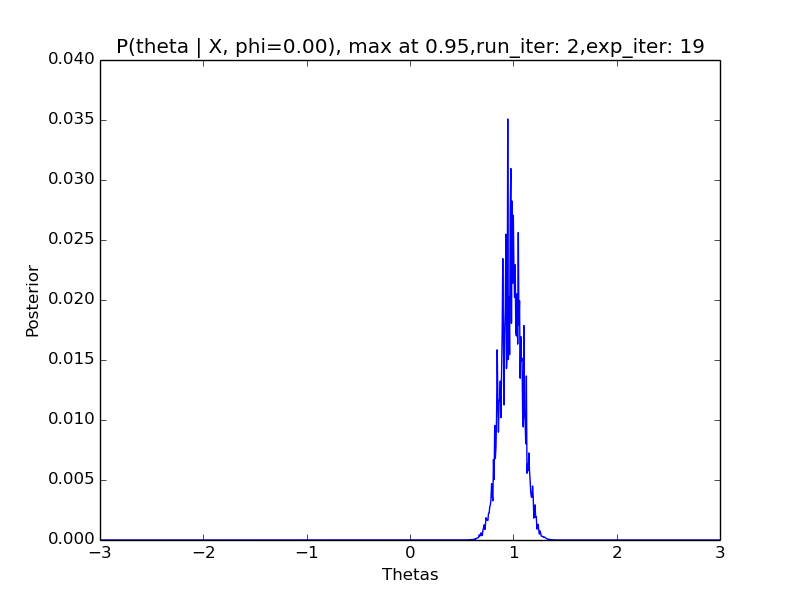 P(theta | X, phi=0.00), max at 0.95,run_iter: 2,exp_iter: 19
0.040
0.035
0.030
0.025
0.020
0.015
0.010
0.005
0.000
Posterior
−3 −2 −1 0 1 2 3
Thetas